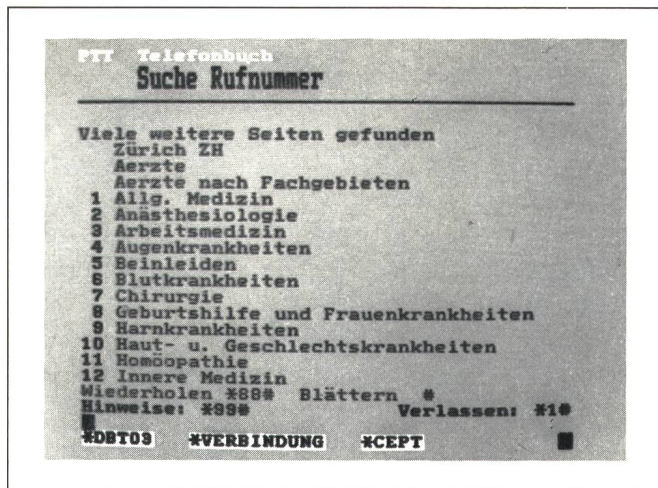 PTT Telefonbuch
Suche Rufnummer
Viele weitere Seiten gefunden
Zürich ZH
Aerzte
Aerzte nach Fachgebieten
1 Allg. Medizin
2 Anästhesiologie
3 Arbeitsmedizin
4 Augenkrankheiten
5 Beinleiden
6 Blutkrankheiten
7 Chirurgie
8 Geburtshilfe und Frauenkrankheiten
9 Harnkrankheiten
10 Haut- u. Geschlechtskrankheiten
11 Homöopathie
12 Innere Medizin
Wiederholen *88# Blättern #
Hinweise: *99# Verlassen: *1#
*DBT03 *VERBINDUNG *CEPT